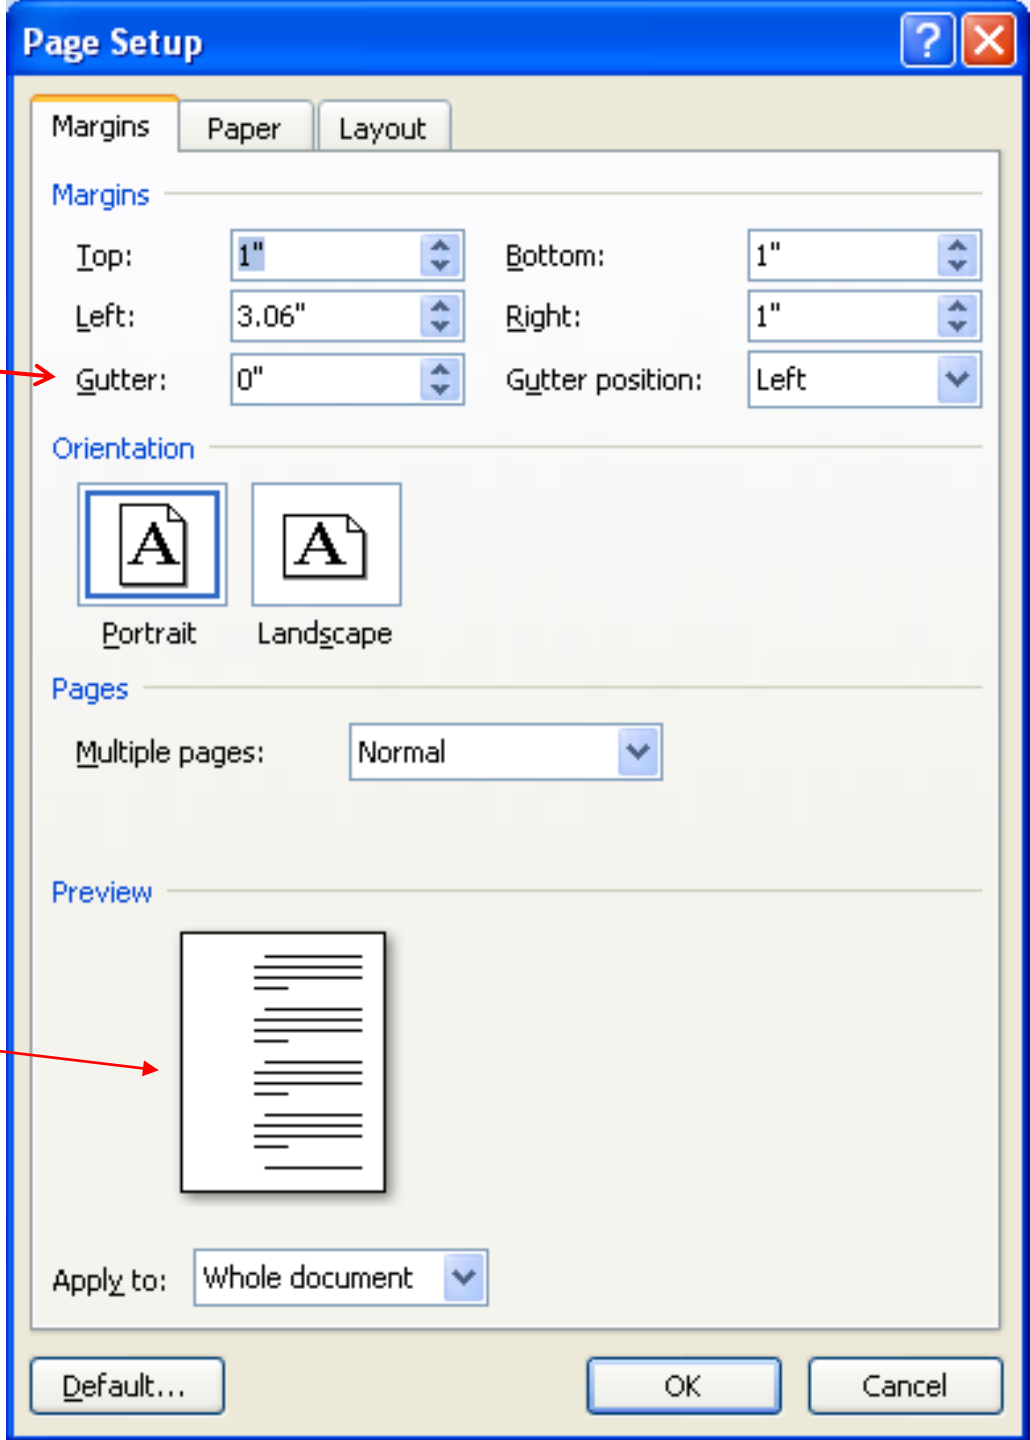 Page Setup
Margins Paper Layout
Margins
Top: 1" Bottom: 1"
Left: 3.06" Right: 1"
Gutter: 0" Gutter position: Left
Orientation
A A
Portrait Landscape
Pages
Multiple pages: Normal
Preview
Apply to: Whole document
Default... OK Cancel